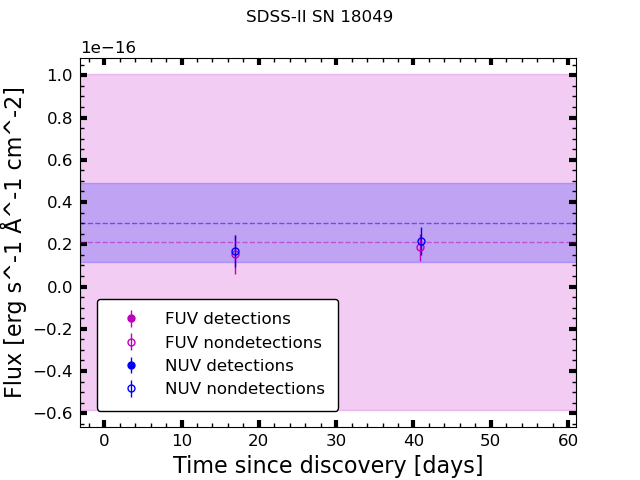 SDSS-II SN 18049
1e−16
1.0
0.8
0.6
0.4
0.2
0.0
−0.2
−0.4
−0.6
Flux [erg s^-1 Å^-1 cm^-2]
FUV detections
FUV nondetections
NUV detections
NUV nondetections
0 10 20 30 40 50 60
Time since discovery [days]